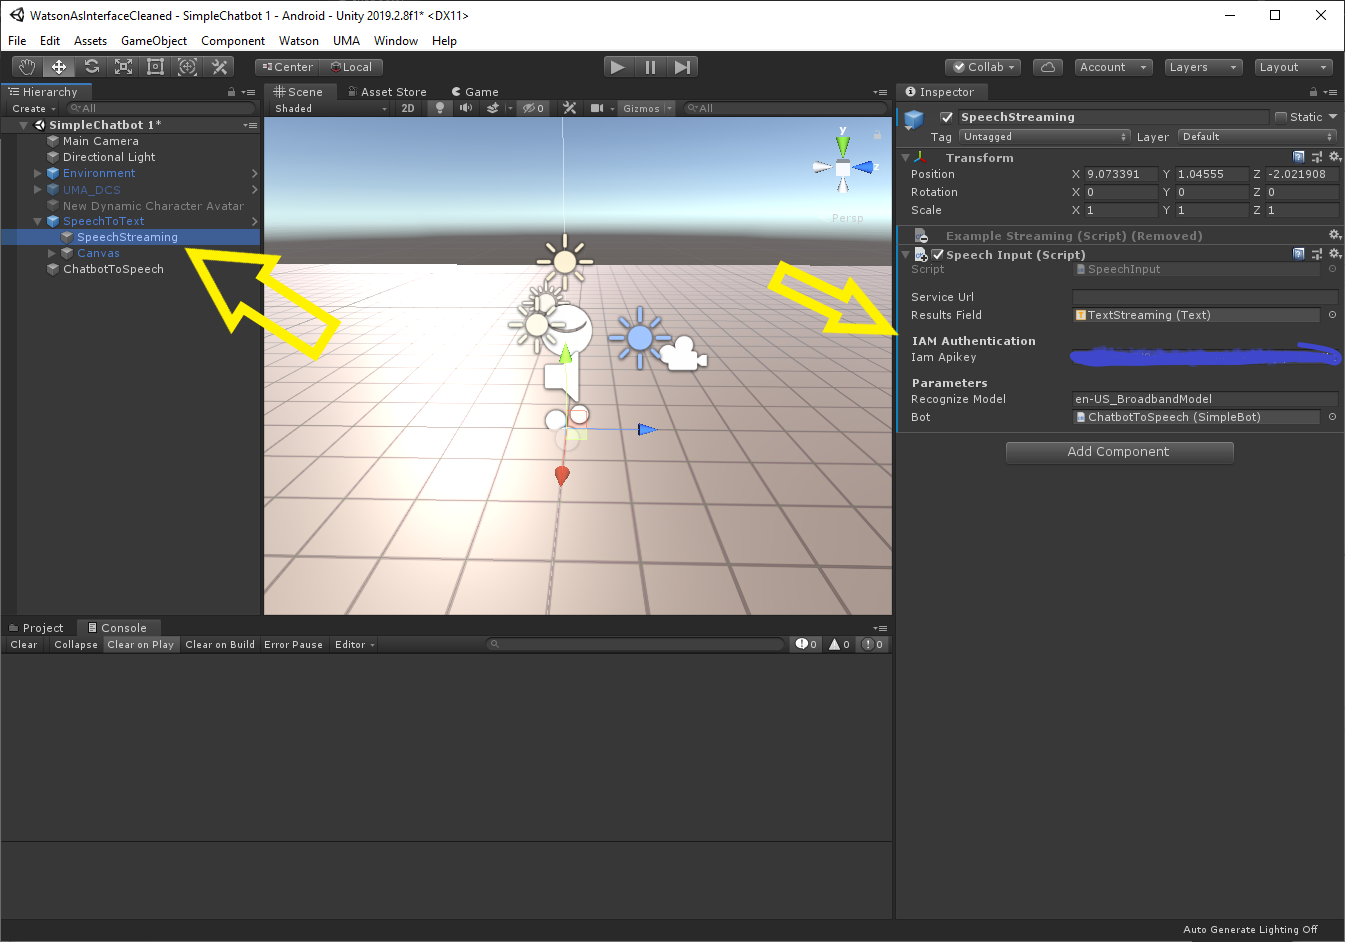 WatsonAsInterfaceCleaned - SimpleChatbot 1 - Android - Unity 2019.2.8f1* <DX11>
File Edit Assets GameObject Component Watson UMA Window Help
Center Local Collab Account Layers Layout
Hierarchy
Create All
SimpleChatbot 1*
Main Camera
Directional Light
Environment
UMA_DCS
New Dynamic Character Avatar
SpeechToText
SpeechStreaming
Canvas
ChatbotToSpeech
Scene Asset Store Game
Shaded 2D 0 Gizmos All
y
z
Persp
Inspector
SpeechStreaming Static
Tag Untagged Layer Default
Transform
Position X 9.073391 Y 1.04555 Z -2.021908
Rotation X 0 Y 0 Z 0
Scale X 1 Y 1 Z 1
Example Streaming (Script) (Removed)
Speech Input (Script)
Script SpeechInput
Service Url
Results Field TextStreaming (Text)
IAM Authentication
Iam Apikey
Parameters
Recognize Model en-US_BroadbandModel
Bot ChatbotToSpeech (SimpleBot)
Add Component
Project Console
Clear Collapse Clear on Play Clear on Build Error Pause Editor 0 0 0
Auto Generate Lighting Off